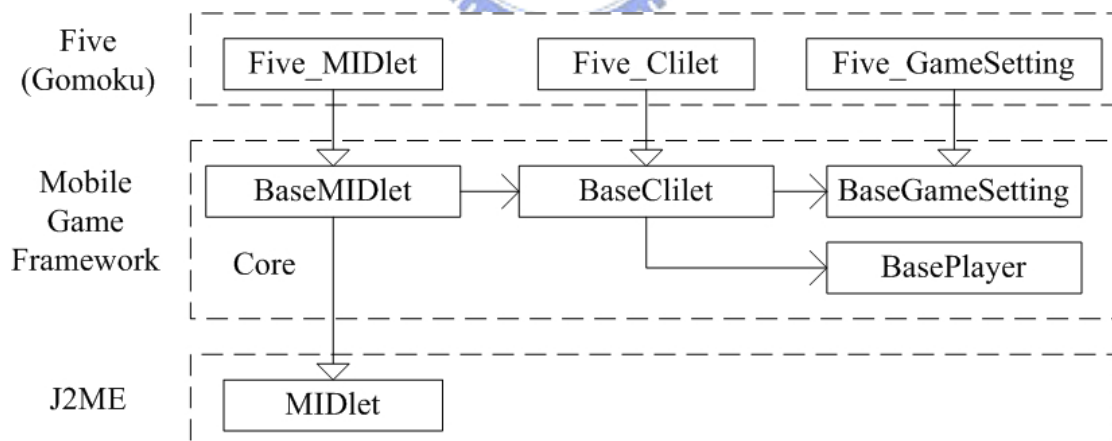 Five
(Gomoku)
Five_MIDlet
Five_Clilet
Five_GameSetting
Mobile
Game
Framework
BaseMIDlet
BaseClilet
BaseGameSetting
Core
BasePlayer
J2ME
MIDlet